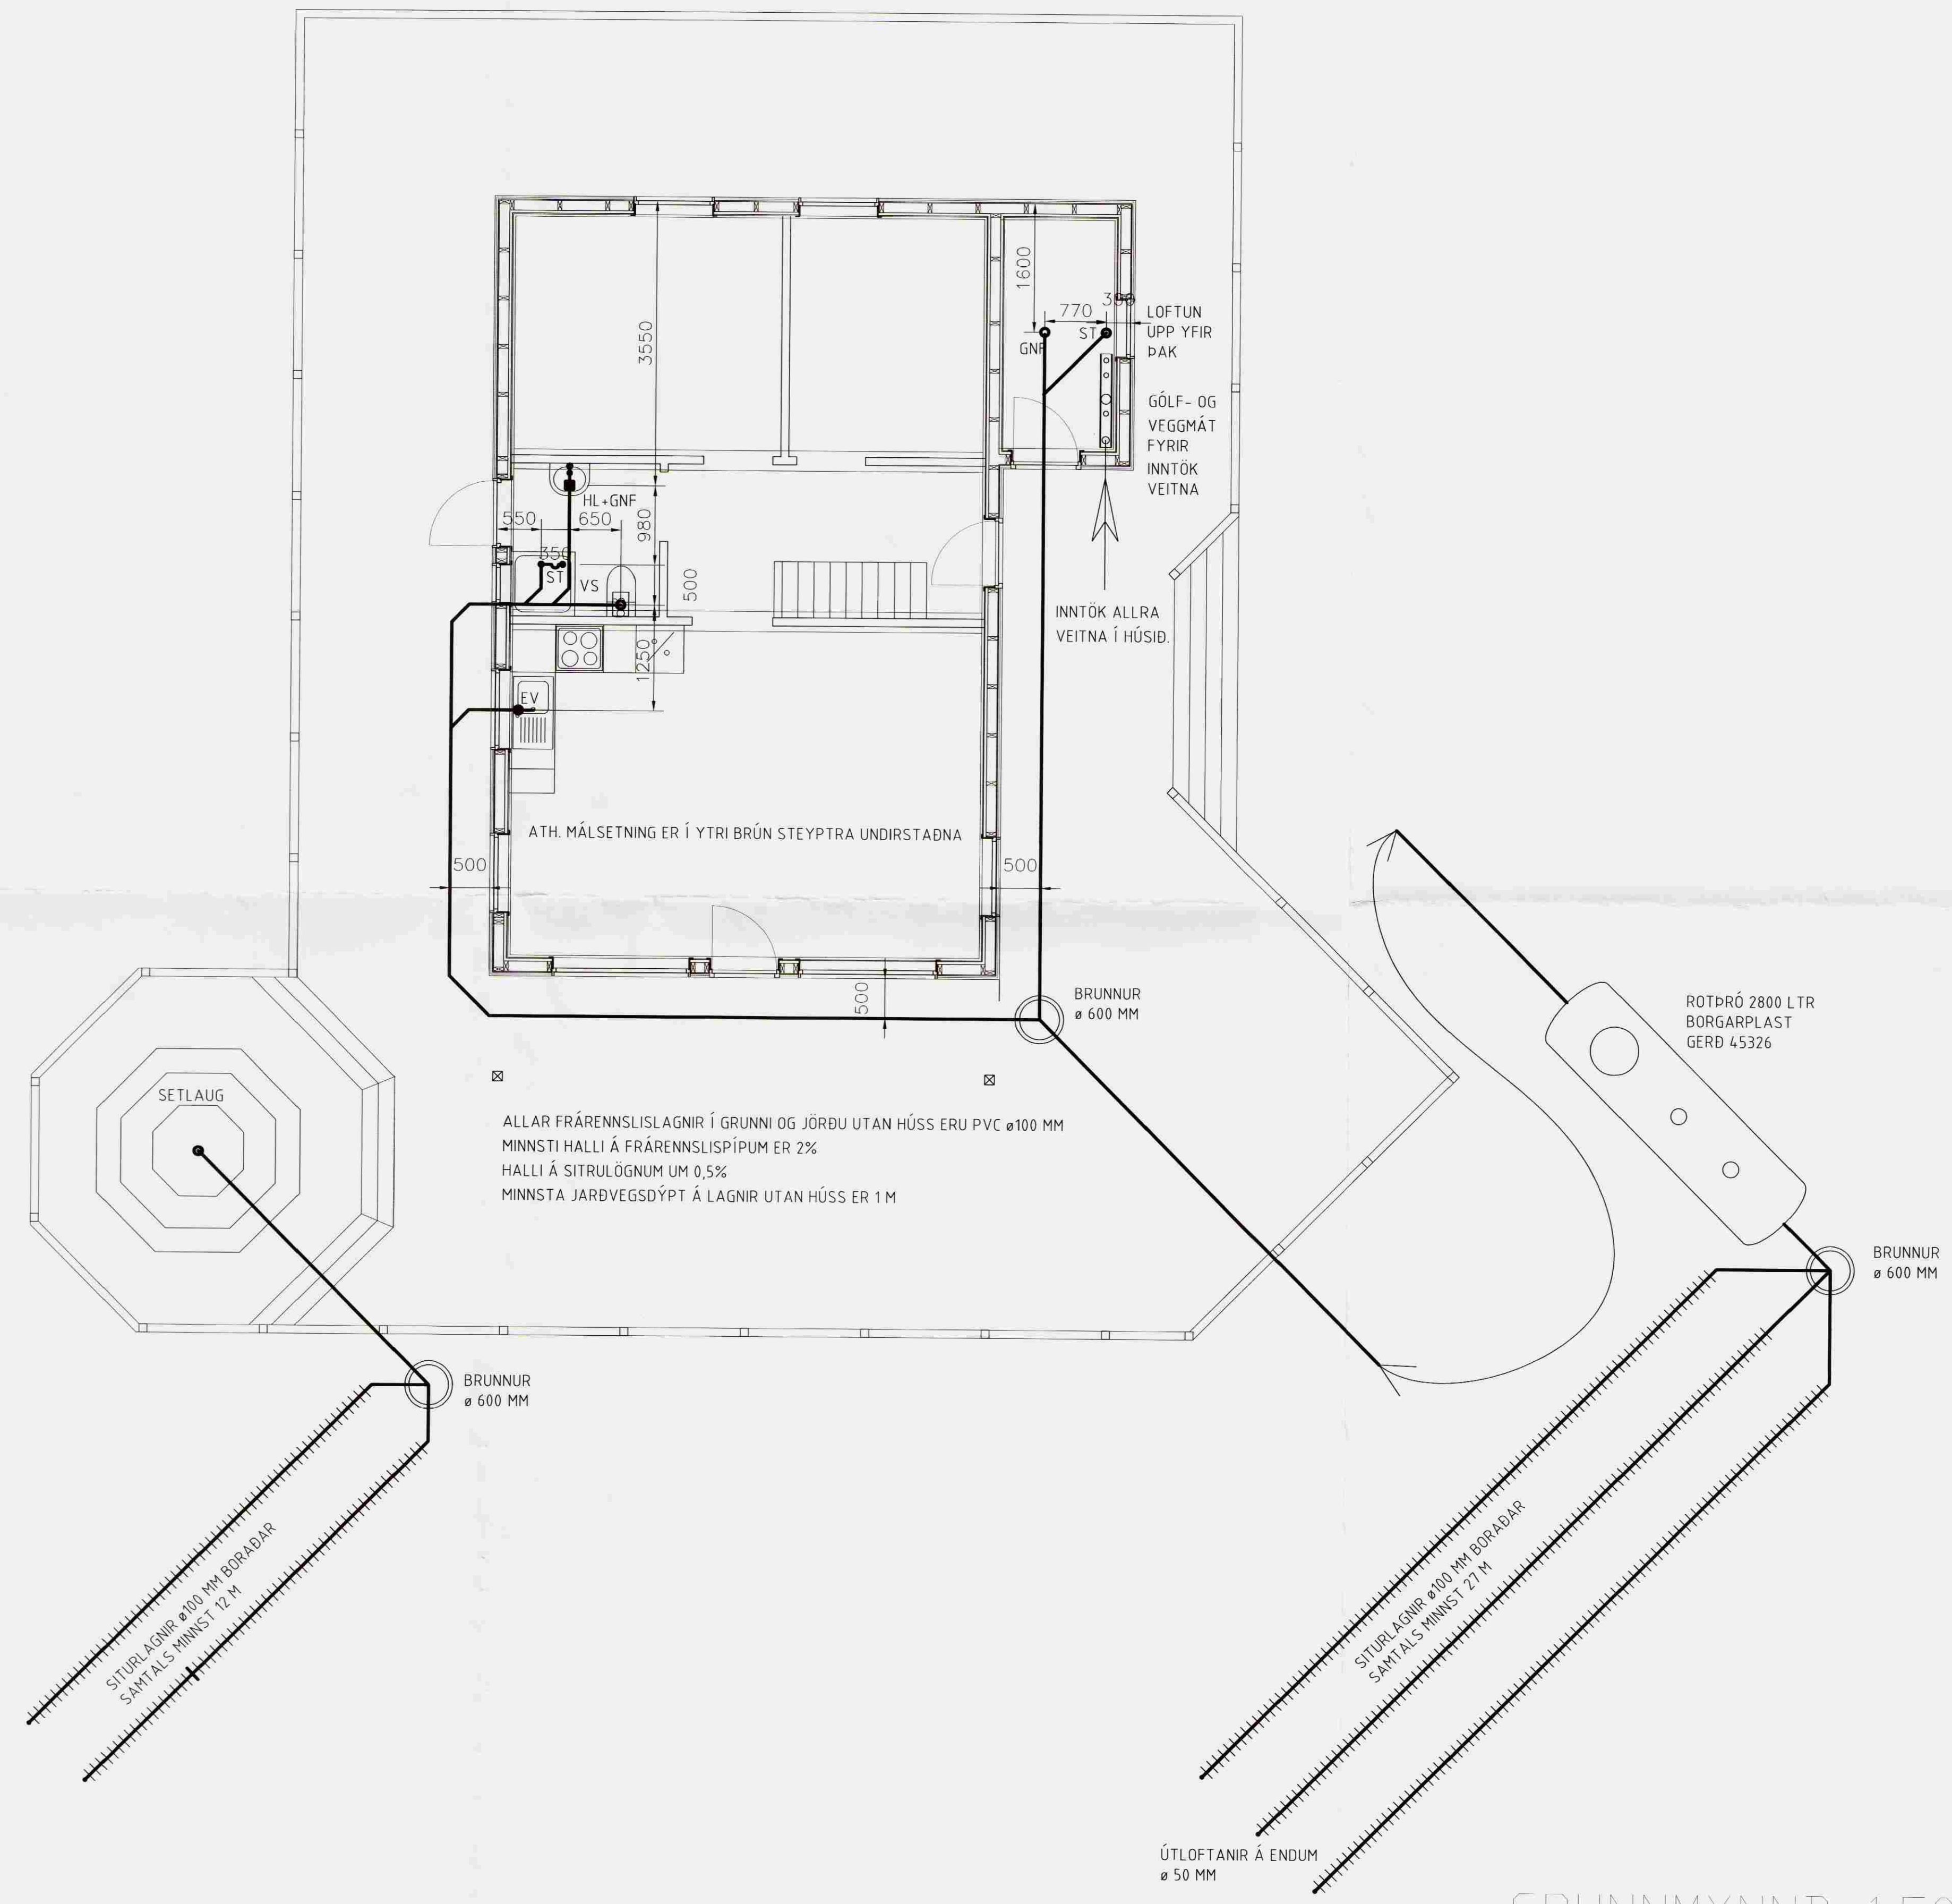 1600
770
LOFTUN
UPP YFIR
ÞAK
ST
GNF
3550
GÓLF- OG
VEGGMÁT
FYRIR
INNTÖK
VEITNA
HL+GNF
550
650
980
350
ST
VS
500
INNTÖK ALLRA
VEITNA Í HÚSIÐ.
1250
EV
ATH. MÁLSETNING ER Í YTRI BRÚN STEYPTRA UNDIRSTAÐNA
500
500
500
BRUNNUR
ø 600 MM
ROTÞRÓ 2800 LTR
BORGARPLAST
GERÐ 45326
SETLAUG
ALLAR FRÁRENNSLISLAGNIR Í GRUNNI OG JÖRÐU UTAN HÚSS ERU PVC ø100 MM
MINNSTI HALLI Á FRÁRENNSLISPÍPUM ER 2%
HALLI Á SITRULÖGNUM UM 0,5%
MINNSTA JARÐVEGSDÝPT Á LAGNIR UTAN HÚSS ER 1 M
BRUNNUR
ø 600 MM
BRUNNUR
ø 600 MM
SITURLAGNIR ø100 MM BORAÐAR
SAMTALS MINNST 12 M
SITURLAGNIR ø100 MM BORAÐAR
SAMTALS MINNST 27 M
ÚTLOFTANIR Á ENDUM
ø 50 MM